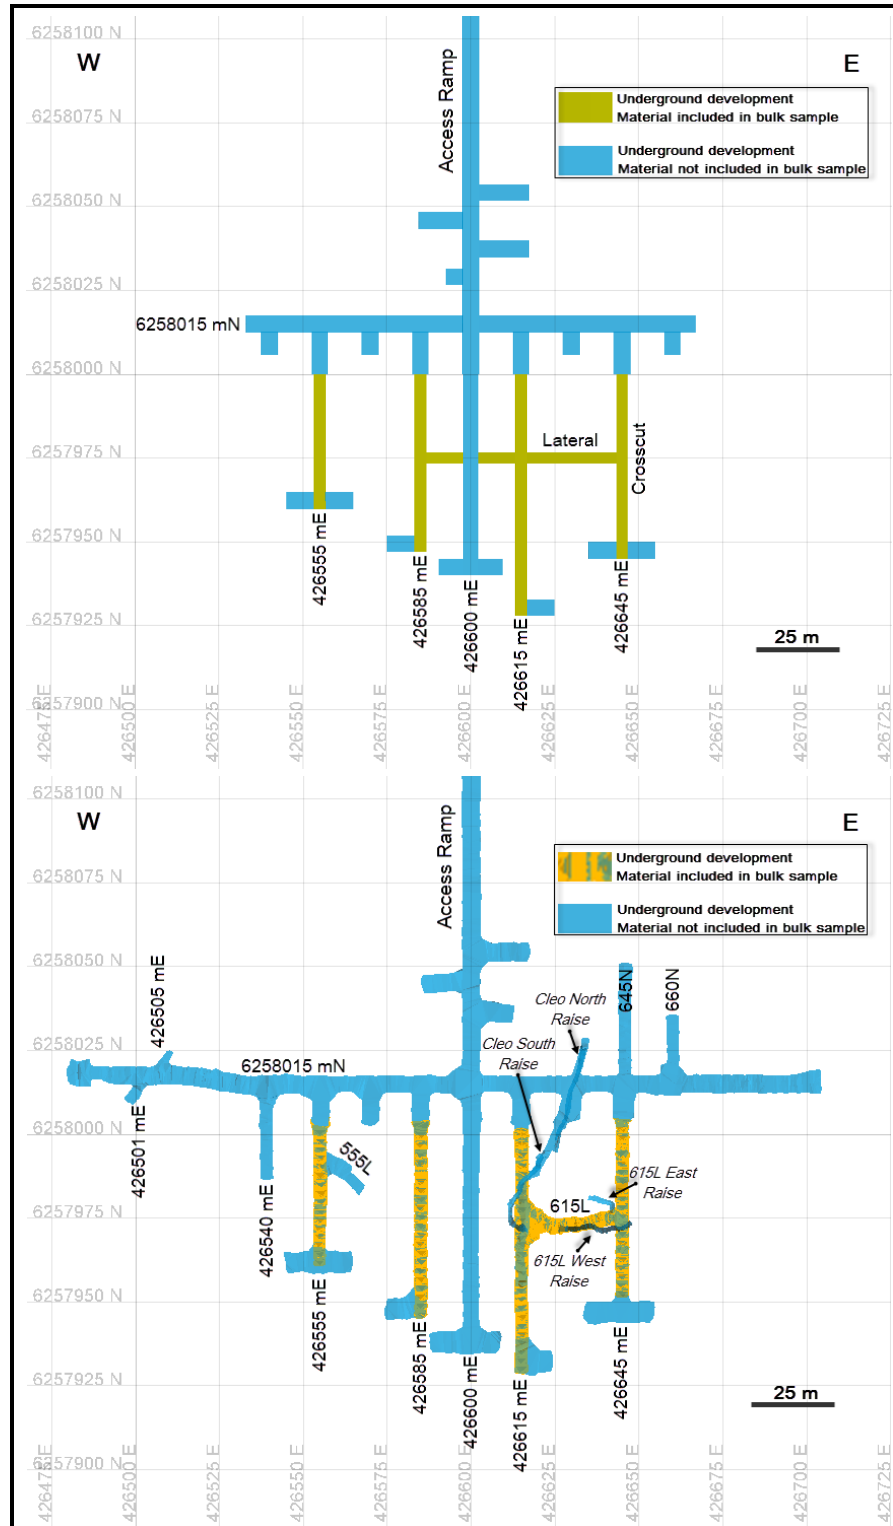 6258100 N
W
E
Access Ramp
Underground development
Material included in bulk sample
Underground development
Material not included in bulk sample
6258075 N
6258050 N
6258025 N
6258015 mN
6258000 N
Lateral
Crosscut
6257975 N
6257950 N
6257925 N
6257900 N
426555 mE
426585 mE
426600 mE
426615 mE
426645 mE
25 m
426475 E
426500 E
426525 E
426550 E
426575 E
426600 E
426625 E
426650 E
426675 E
426700 E
426725 E
6258100 N
W
E
Access Ramp
Underground development
Material included in bulk sample
Underground development
Material not included in bulk sample
6258075 N
6258050 N
426505 mE
Cleo North
Raise
645N
660N
Cleo South
Raise
6258025 N
6258015 mN
6258000 N
426501 mE
426540 mE
555L
615L East
Raise
615L
6257975 N
615L West
Raise
6257950 N
6257925 N
6257900 N
426555 mE
426585 mE
426600 mE
426615 mE
426645 mE
25 m
426475 E
426500 E
426525 E
426550 E
426575 E
426600 E
426625 E
426650 E
426675 E
426700 E
426725 E